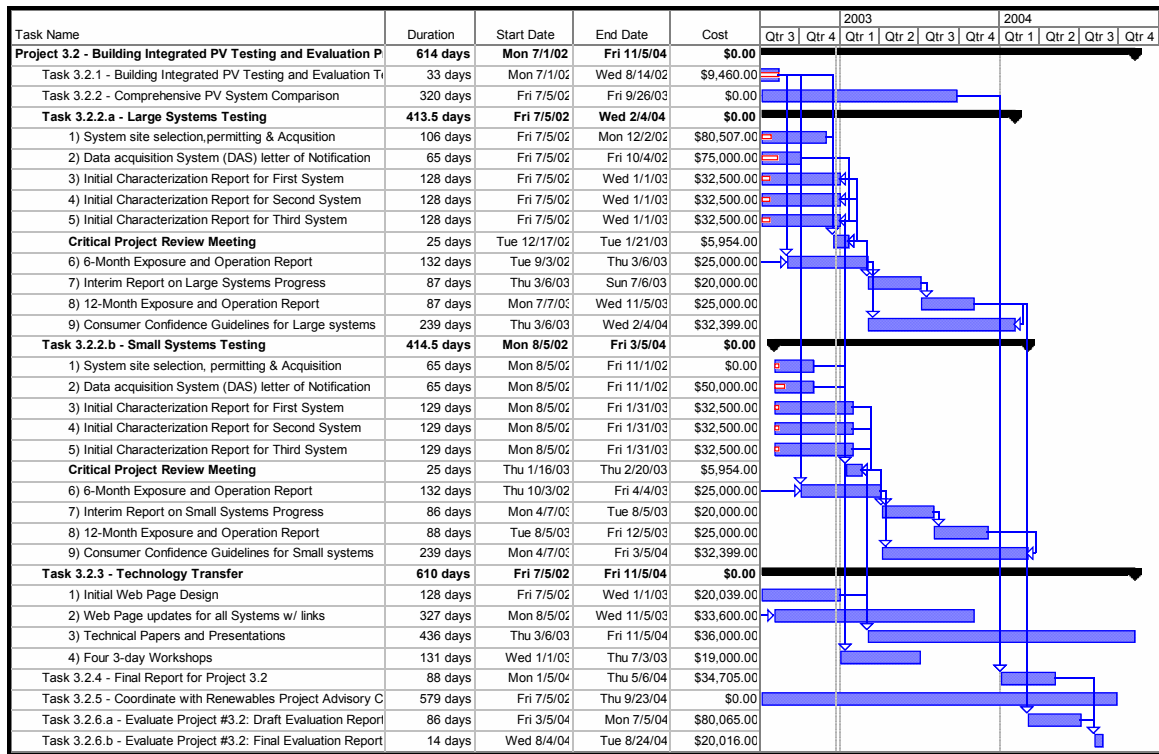 2003 2004
Task Name Duration Start Date End Date Cost Qtr 3 Qtr 4 Qtr 1 Qtr 2 Qtr 3 Qtr 4 Qtr 1 Qtr 2 Qtr 3 Qtr 4
Project 3.2 - Building Integrated PV Testing and Evaluation P 614 days Mon 7/1/02 Fri 11/5/04 $0.00
Task 3.2.1 - Building Integrated PV Testing and Evaluation T 33 days Mon 7/1/02 Wed 8/14/02 $9,460.00
Task 3.2.2 - Comprehensive PV System Comparison 320 days Fri 7/5/02 Fri 9/26/03 $0.00
Task 3.2.2.a - Large Systems Testing 413.5 days Fri 7/5/02 Wed 2/4/04 $0.00
1) System site selection,permitting & Acqusition 106 days Fri 7/5/02 Mon 12/2/02 $80,507.00
2) Data acquisition System (DAS) letter of Notification 65 days Fri 7/5/02 Fri 10/4/02 $75,000.00
3) Initial Characterization Report for First System 128 days Fri 7/5/02 Wed 1/1/03 $32,500.00
4) Initial Characterization Report for Second System 128 days Fri 7/5/02 Wed 1/1/03 $32,500.00
5) Initial Characterization Report for Third System 128 days Fri 7/5/02 Wed 1/1/03 $32,500.00
Critical Project Review Meeting 25 days Tue 12/17/02 Tue 1/21/03 $5,954.00
6) 6-Month Exposure and Operation Report 132 days Tue 9/3/02 Thu 3/6/03 $25,000.00
7) Interim Report on Large Systems Progress 87 days Thu 3/6/03 Sun 7/6/03 $20,000.00
8) 12-Month Exposure and Operation Report 87 days Mon 7/7/03 Wed 11/5/03 $25,000.00
9) Consumer Confidence Guidelines for Large systems 239 days Thu 3/6/03 Wed 2/4/04 $32,399.00
Task 3.2.2.b - Small Systems Testing 414.5 days Mon 8/5/02 Fri 3/5/04 $0.00
1) System site selection, permitting & Acquisition 65 days Mon 8/5/02 Fri 11/1/02 $0.00
2) Data acquisition System (DAS) letter of Notification 65 days Mon 8/5/02 Fri 11/1/02 $50,000.00
3) Initial Characterization Report for First System 129 days Mon 8/5/02 Fri 1/31/03 $32,500.00
4) Initial Characterization Report for Second System 129 days Mon 8/5/02 Fri 1/31/03 $32,500.00
5) Initial Characterization Report for Third System 129 days Mon 8/5/02 Fri 1/31/03 $32,500.00
Critical Project Review Meeting 25 days Thu 1/16/03 Thu 2/20/03 $5,954.00
6) 6-Month Exposure and Operation Report 132 days Thu 10/3/02 Fri 4/4/03 $25,000.00
7) Interim Report on Small Systems Progress 86 days Mon 4/7/03 Tue 8/5/03 $20,000.00
8) 12-Month Exposure and Operation Report 88 days Tue 8/5/03 Fri 12/5/03 $25,000.00
9) Consumer Confidence Guidelines for Small systems 239 days Mon 4/7/03 Fri 3/5/04 $32,399.00
Task 3.2.3 - Technology Transfer 610 days Fri 7/5/02 Fri 11/5/04 $0.00
1) Initial Web Page Design 128 days Fri 7/5/02 Wed 1/1/03 $20,039.00
2) Web Page updates for all Systems w/ links 327 days Mon 8/5/02 Wed 11/5/03 $33,600.00
3) Technical Papers and Presentations 436 days Thu 3/6/03 Fri 11/5/04 $36,000.00
4) Four 3-day Workshops 131 days Wed 1/1/03 Thu 7/3/03 $19,000.00
Task 3.2.4 - Final Report for Project 3.2 88 days Mon 1/5/04 Thu 5/6/04 $34,705.00
Task 3.2.5 - Coordinate with Renewables Project Advisory C 579 days Fri 7/5/02 Thu 9/23/04 $0.00
Task 3.2.6.a - Evaluate Project #3.2: Draft Evaluation Report 86 days Fri 3/5/04 Mon 7/5/04 $80,065.00
Task 3.2.6.b - Evaluate Project #3.2: Final Evaluation Report 14 days Wed 8/4/04 Tue 8/24/04 $20,016.00